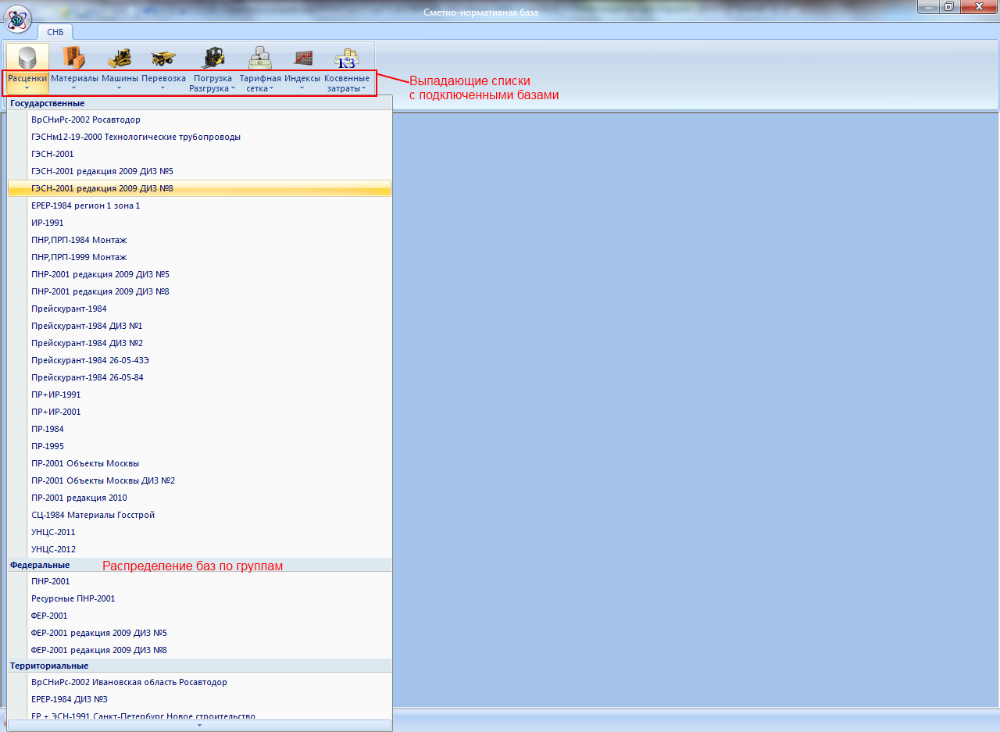 Сметно-нормативная база
СНБ
Расценки Материалы Машины Перевозка Погрузка Разгрузка Тарифная сетка Индексы Косвенные затраты
КЗ
Выпадающие списки
с подключенными базами
Государственные
ВрСНиРс-2002 Росавтодор
ГЭСНм12-19-2000 Технологические трубопроводы
ГЭСН-2001
ГЭСН-2001 редакция 2009 ДИЗ №5
ГЭСН-2001 редакция 2009 ДИЗ №8
ЕРЕР-1984 регион 1 зона 1
ИР-1991
ПНР,ПРП-1984 Монтаж
ПНР,ПРП-1999 Монтаж
ПНР-2001 редакция 2009 ДИЗ №5
ПНР-2001 редакция 2009 ДИЗ №8
Прейскурант-1984
Прейскурант-1984 ДИЗ №1
Прейскурант-1984 ДИЗ №2
Прейскурант-1984 26-05-43Э
Прейскурант-1984 26-05-84
ПР+ИР-1991
ПР+ИР-2001
ПР-1984
ПР-1995
ПР-2001 Объекты Москвы
ПР-2001 Объекты Москвы ДИЗ №2
ПР-2001 редакция 2010
СЦ-1984 Материалы Госстрой
УНЦС-2011
УНЦС-2012
Федеральные Распределение баз по группам
ПНР-2001
Ресурсные ПНР-2001
ФЕР-2001
ФЕР-2001 редакция 2009 ДИЗ №5
ФЕР-2001 редакция 2009 ДИЗ №8
Территориальные
ВрСНиРс-2002 Ивановская область Росавтодор
ЕРЕР-1984 ДИЗ №3
ЕР + ЭСН-1991 Санкт-Петербург Новое строительство